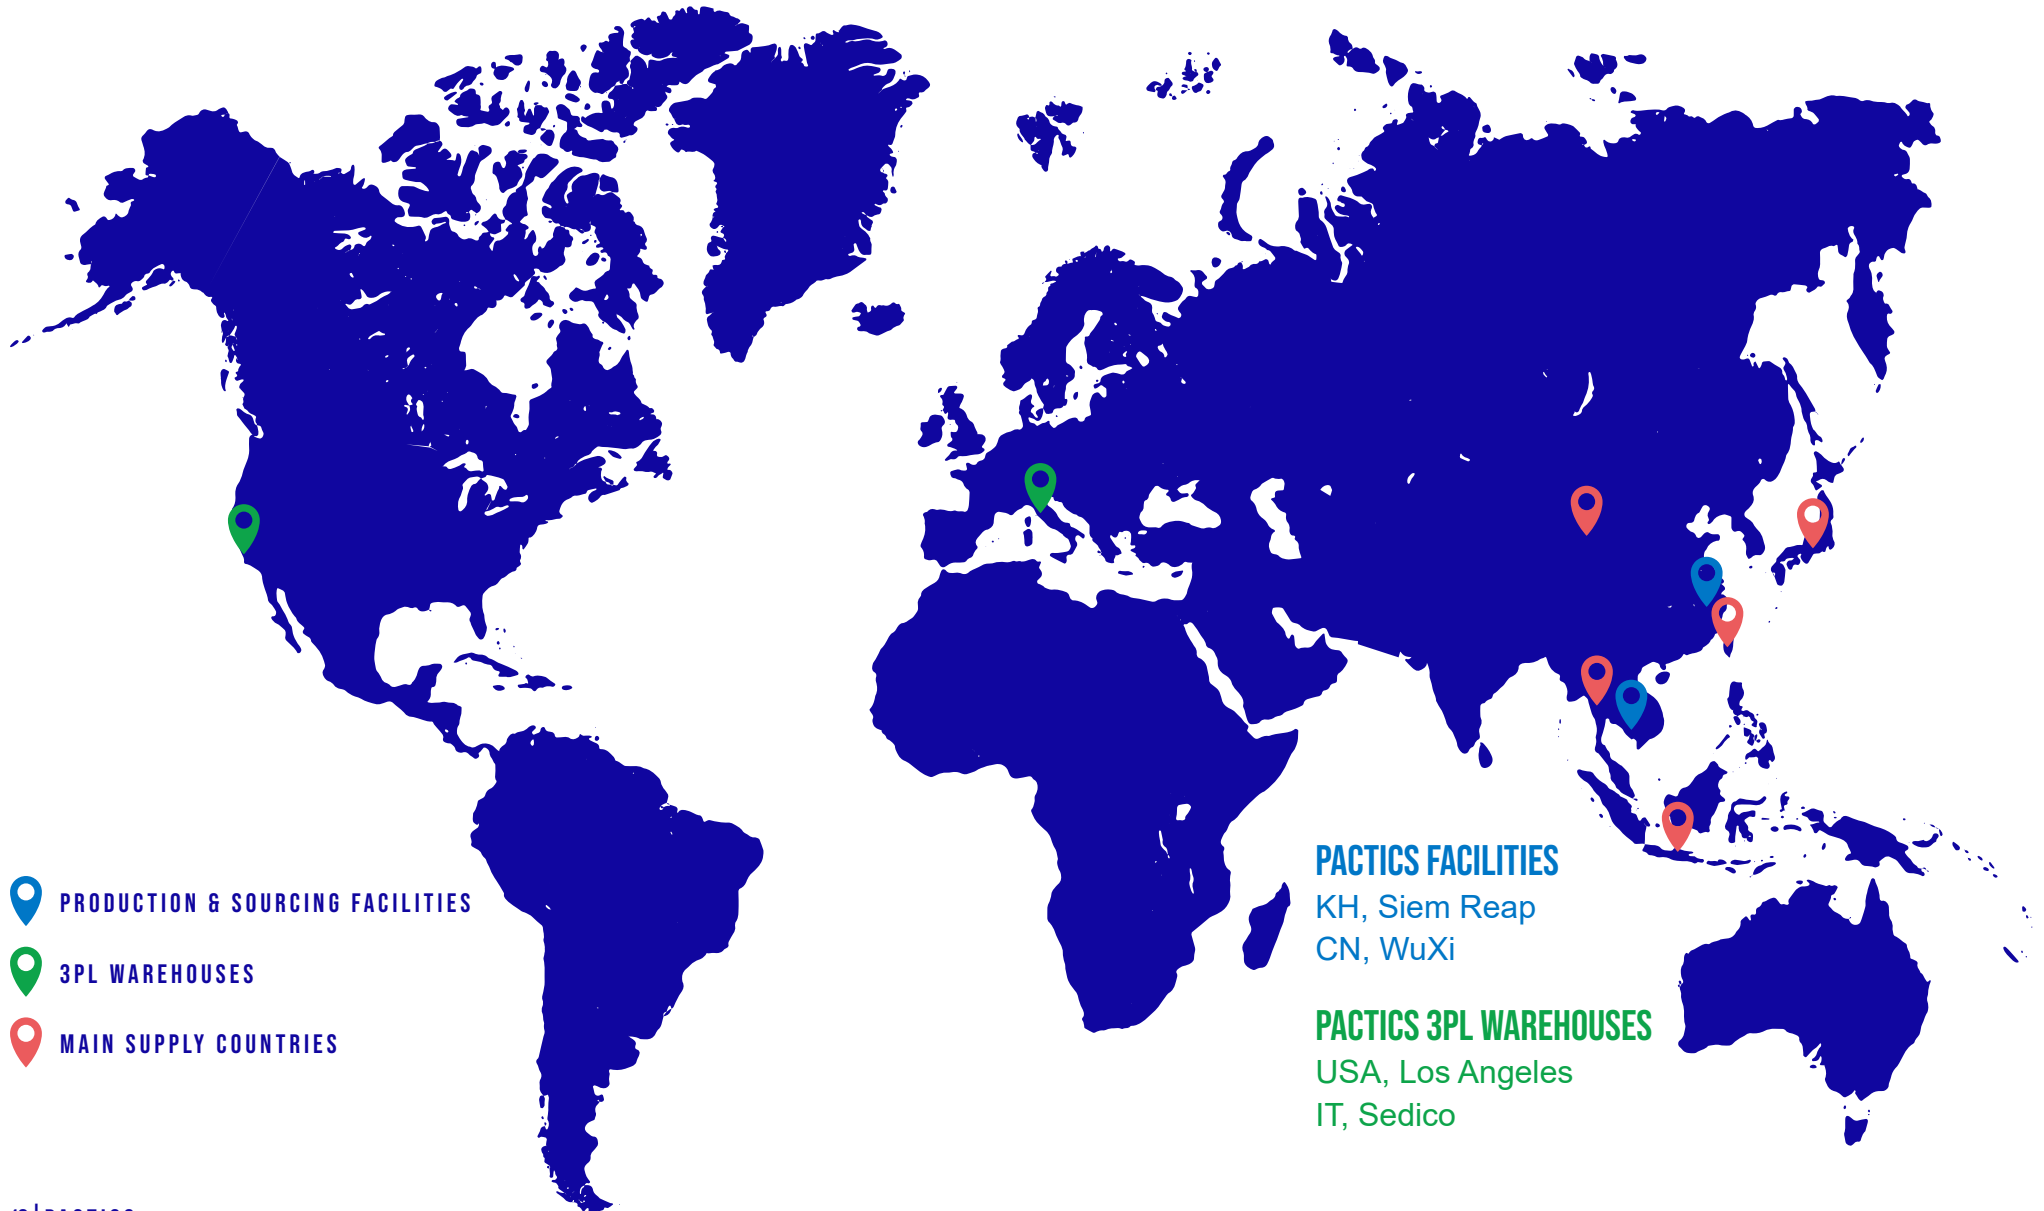 PRODUCTION & SOURCING FACILITIES
3PL WAREHOUSES
MAIN SUPPLY COUNTRIES
PACTICS FACILITIES
KH, Siem Reap
CN, WuXi
PACTICS 3PL WAREHOUSES
USA, Los Angeles
IT, Sedico
PACTICS